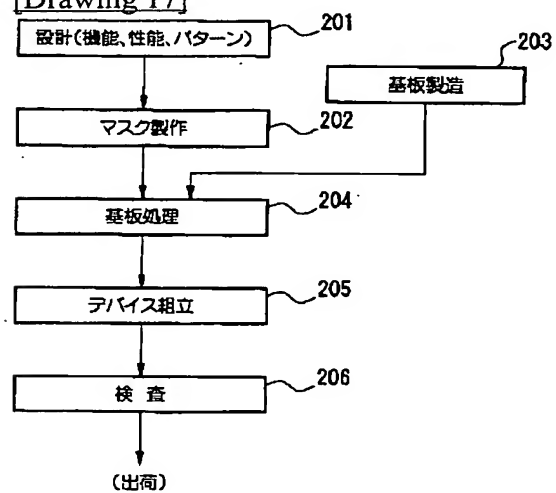 [Drawing 17]
設計(機能、性能、パターン)
201
203
基板製造
マスク製作
202
基板処理
204
デバイス組立
205
検 査
206
(出荷)